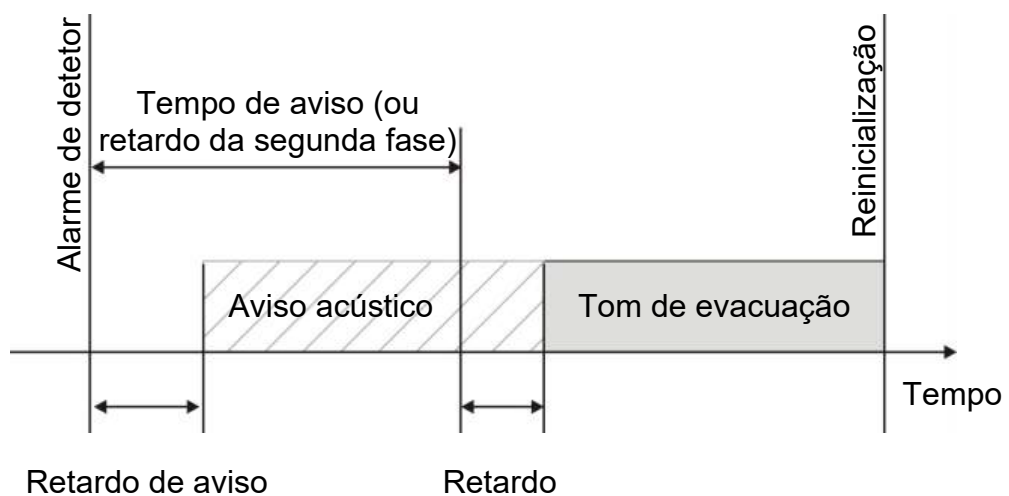 Alarme de detetor
Tempo de aviso (ou
retardo da segunda fase)
Reinicialização
Aviso acústico
Tom de evacuação
Tempo
Retardo de aviso
Retardo